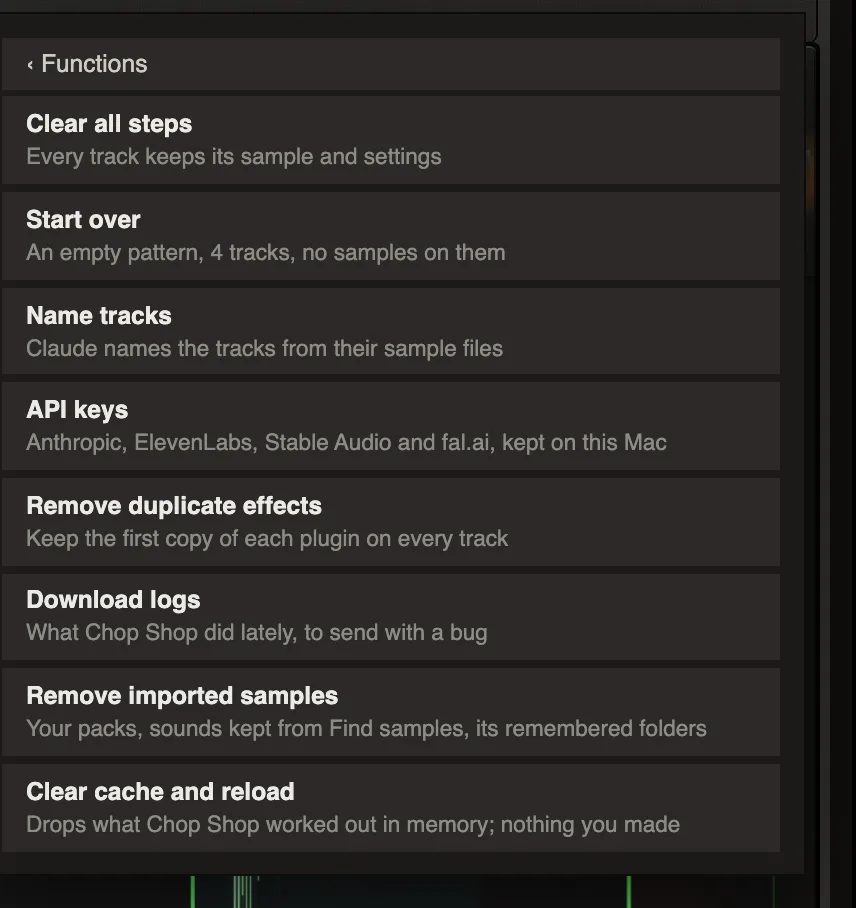 ‹ Functions
Clear all steps
Every track keeps its sample and settings
Start over
An empty pattern, 4 tracks, no samples on them
Name tracks
Claude names the tracks from their sample files
API keys
Anthropic, ElevenLabs, Stable Audio and fal.ai, kept on this Mac
Remove duplicate effects
Keep the first copy of each plugin on every track
Download logs
What Chop Shop did lately, to send with a bug
Remove imported samples
Your packs, sounds kept from Find samples, its remembered folders
Clear cache and reload
Drops what Chop Shop worked out in memory; nothing you made